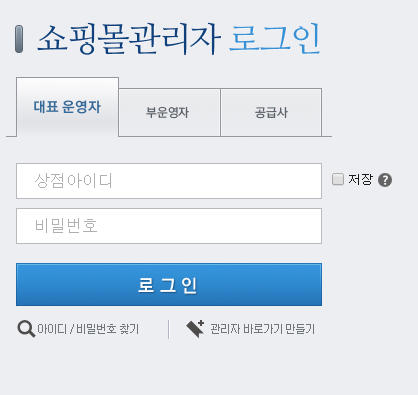 쇼핑몰관리자 로그인
대표 운영자
부운영자
공급사
상점아이디
저장 ?
비밀번호
로그인
아이디 / 비밀번호 찾기
관리자 바로가기 만들기